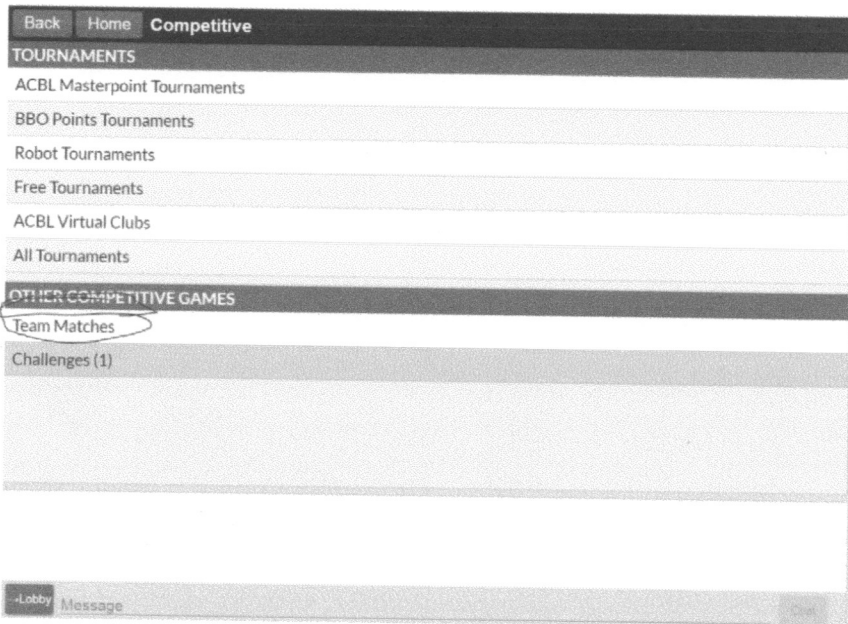 Back Home Competitive
TOURNAMENTS
ACBL Masterpoint Tournaments
BBO Points Tournaments
Robot Tournaments
Free Tournaments
ACBL Virtual Clubs
All Tournaments
OTHER COMPETITIVE GAMES
Team Matches
Challenges (1)
→Lobby Message